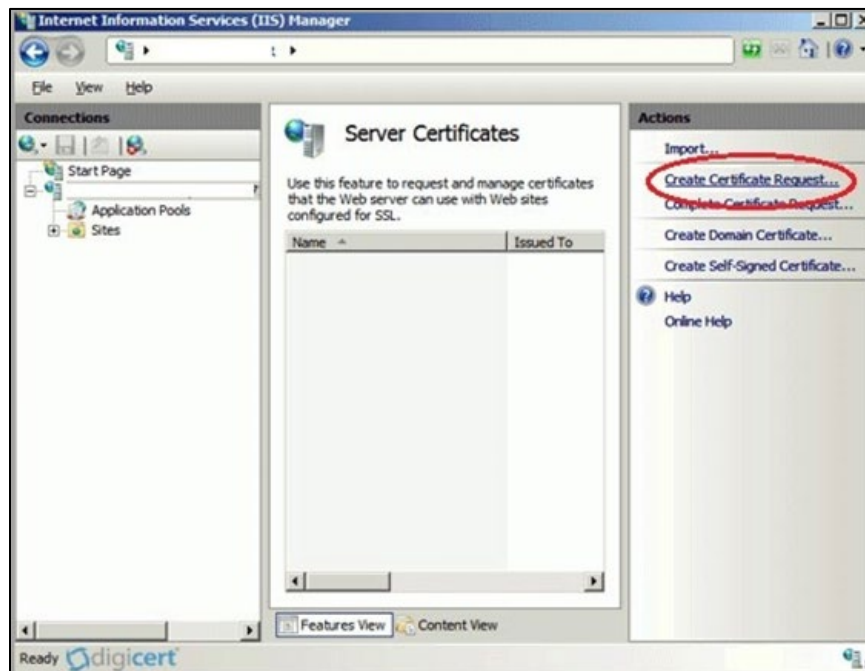 Internet Information Services (IIS) Manager
File View Help
Connections
Start Page
Application Pools
Sites
Server Certificates
Use this feature to request and manage certificates
that the Web server can use with Web sites
configured for SSL.
Name Issued To
Features View Content View
Actions
Import...
Create Certificate Request...
Complete Certificate Request...
Create Domain Certificate...
Create Self-Signed Certificate...
Help
Online Help
Ready digicert